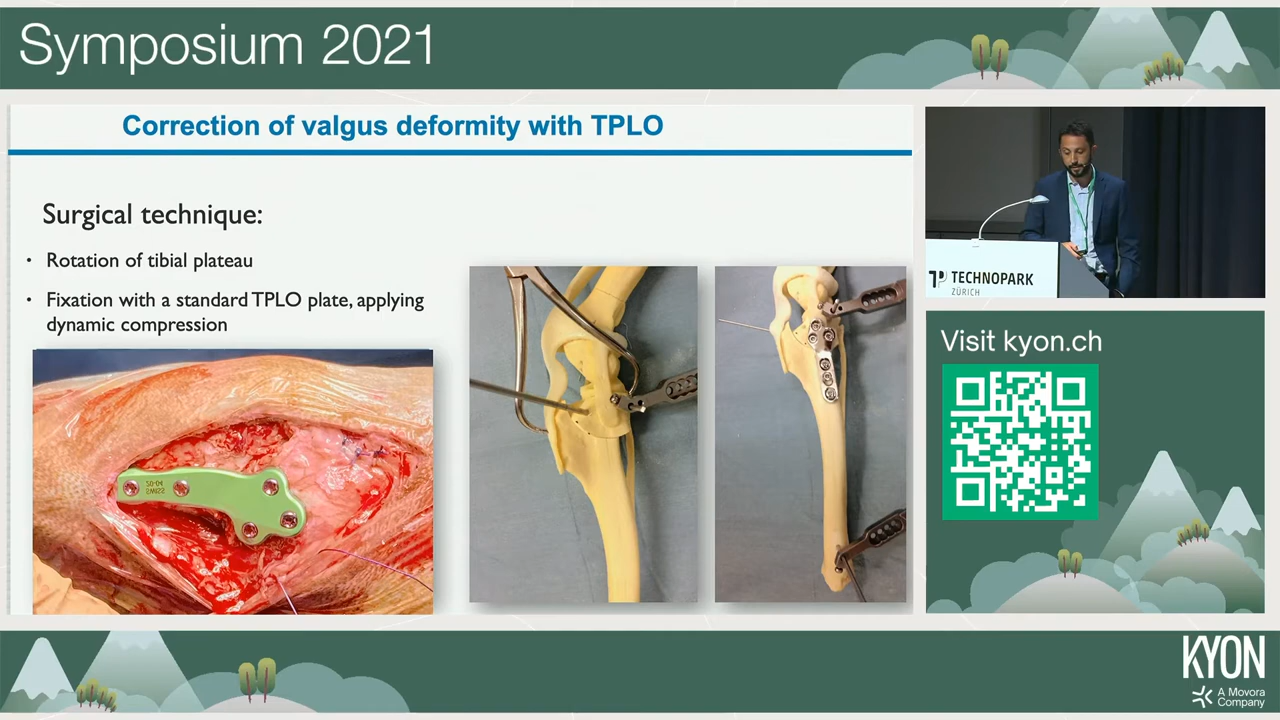 Symposium 2021
Correction of valgus deformity with TPLO
Surgical technique:
• Rotation of tibial plateau
• Fixation with a standard TPLO plate, applying
dynamic compression
TECHNOPARK
ZÜRICH
Visit kyon.ch
KYON
A Movora
Company